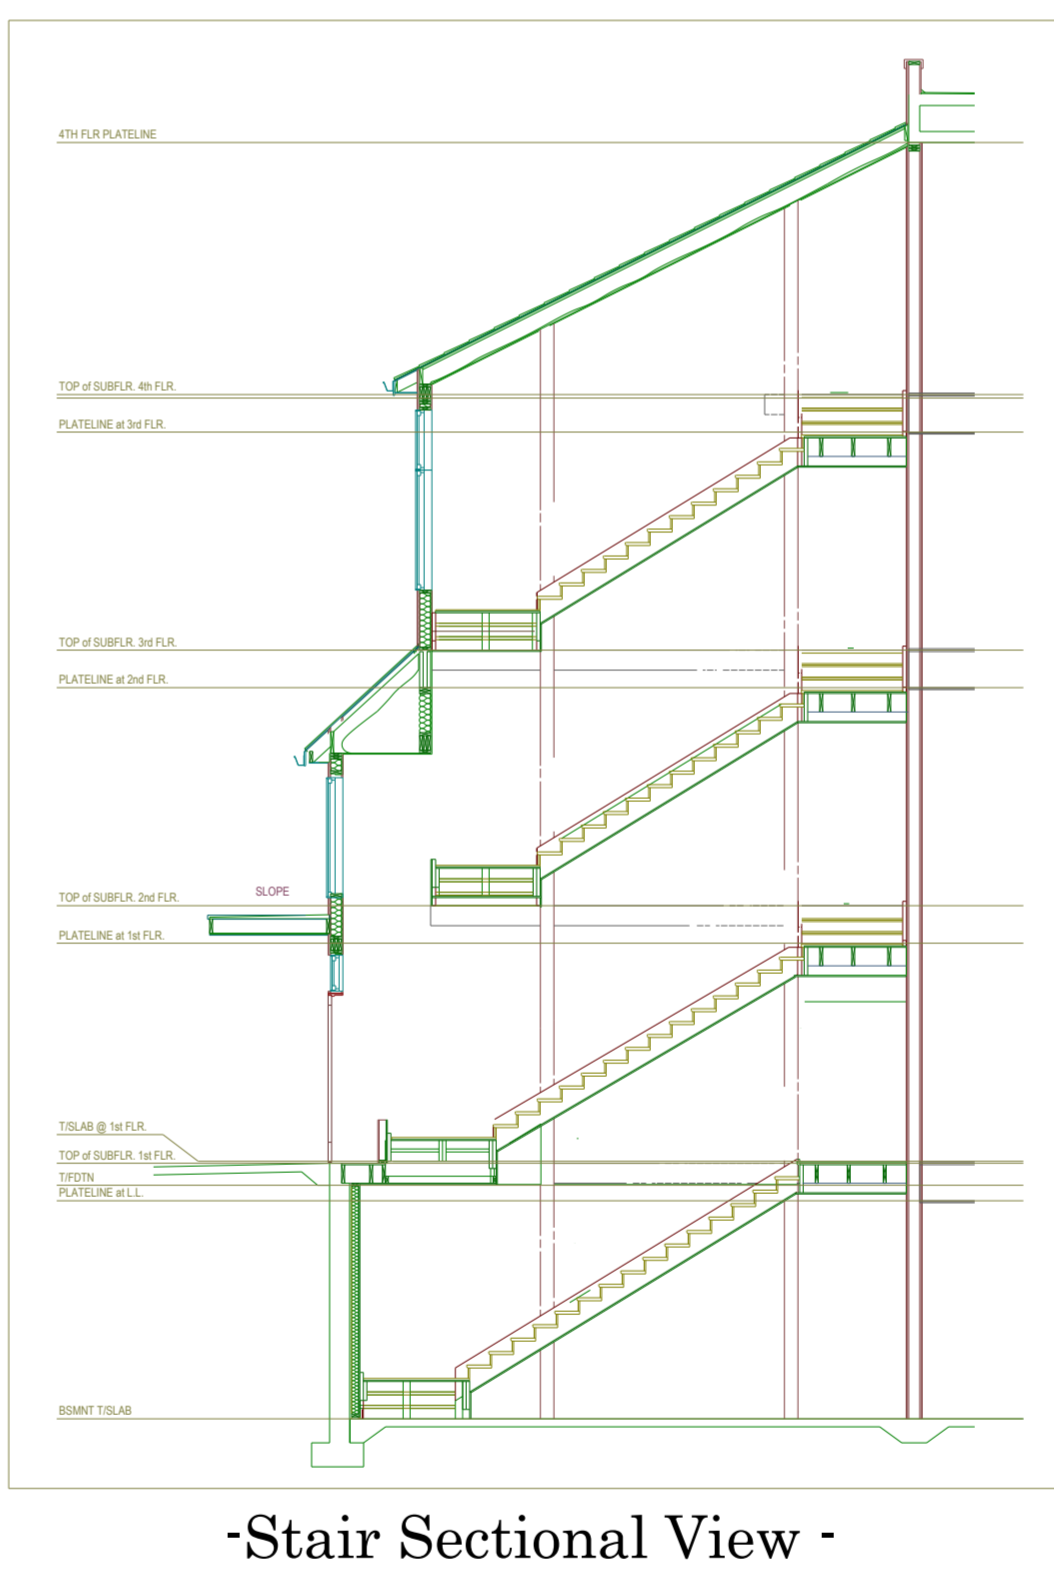 4TH FLR PLATELINE
TOP of SUBFLR. 4th FLR.
PLATELINE at 3rd FLR.
TOP of SUBFLR. 3rd FLR.
PLATELINE at 2nd FLR.
SLOPE
TOP of SUBFLR. 2nd FLR.
PLATELINE at 1st FLR.
T/SLAB @ 1st FLR.
TOP of SUBFLR. 1st FLR.
T/FDTN
PLATELINE at L.L.
BSMNT T/SLAB
-Stair Sectional View -